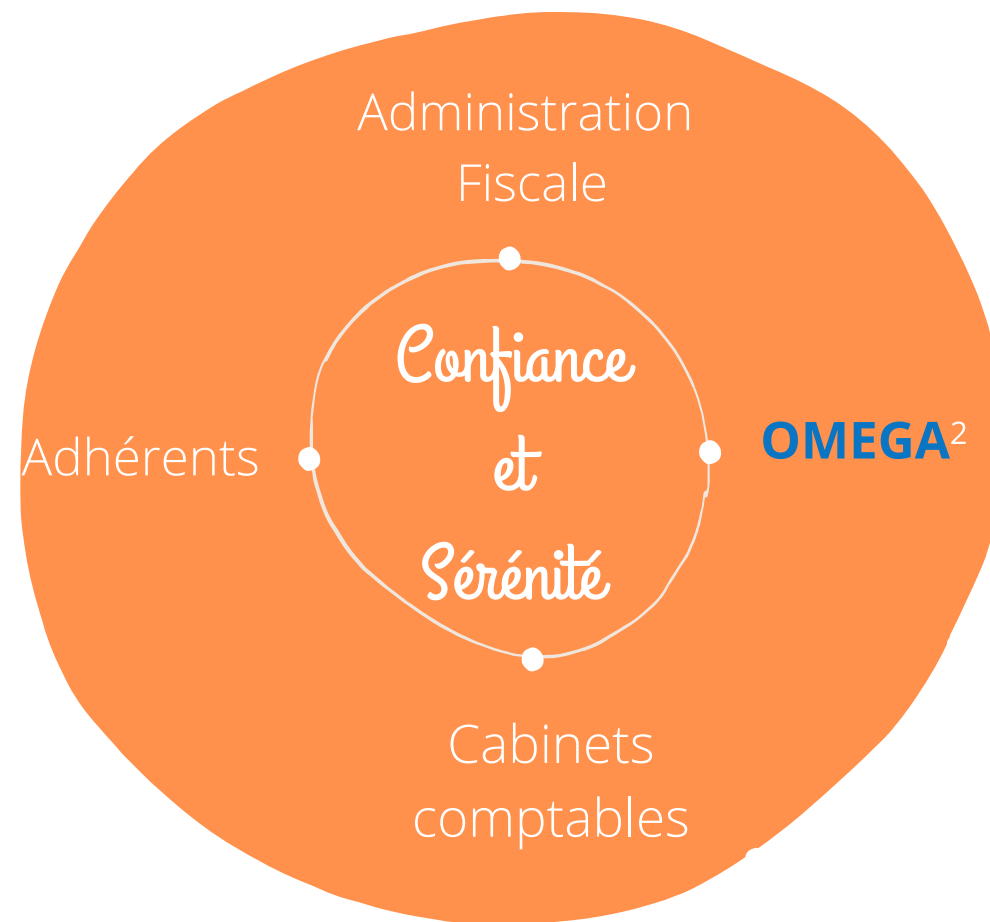 Administration
Fiscale
Confiance
et
Sérénité
Adhérents
OMEGA²
Cabinets
comptables